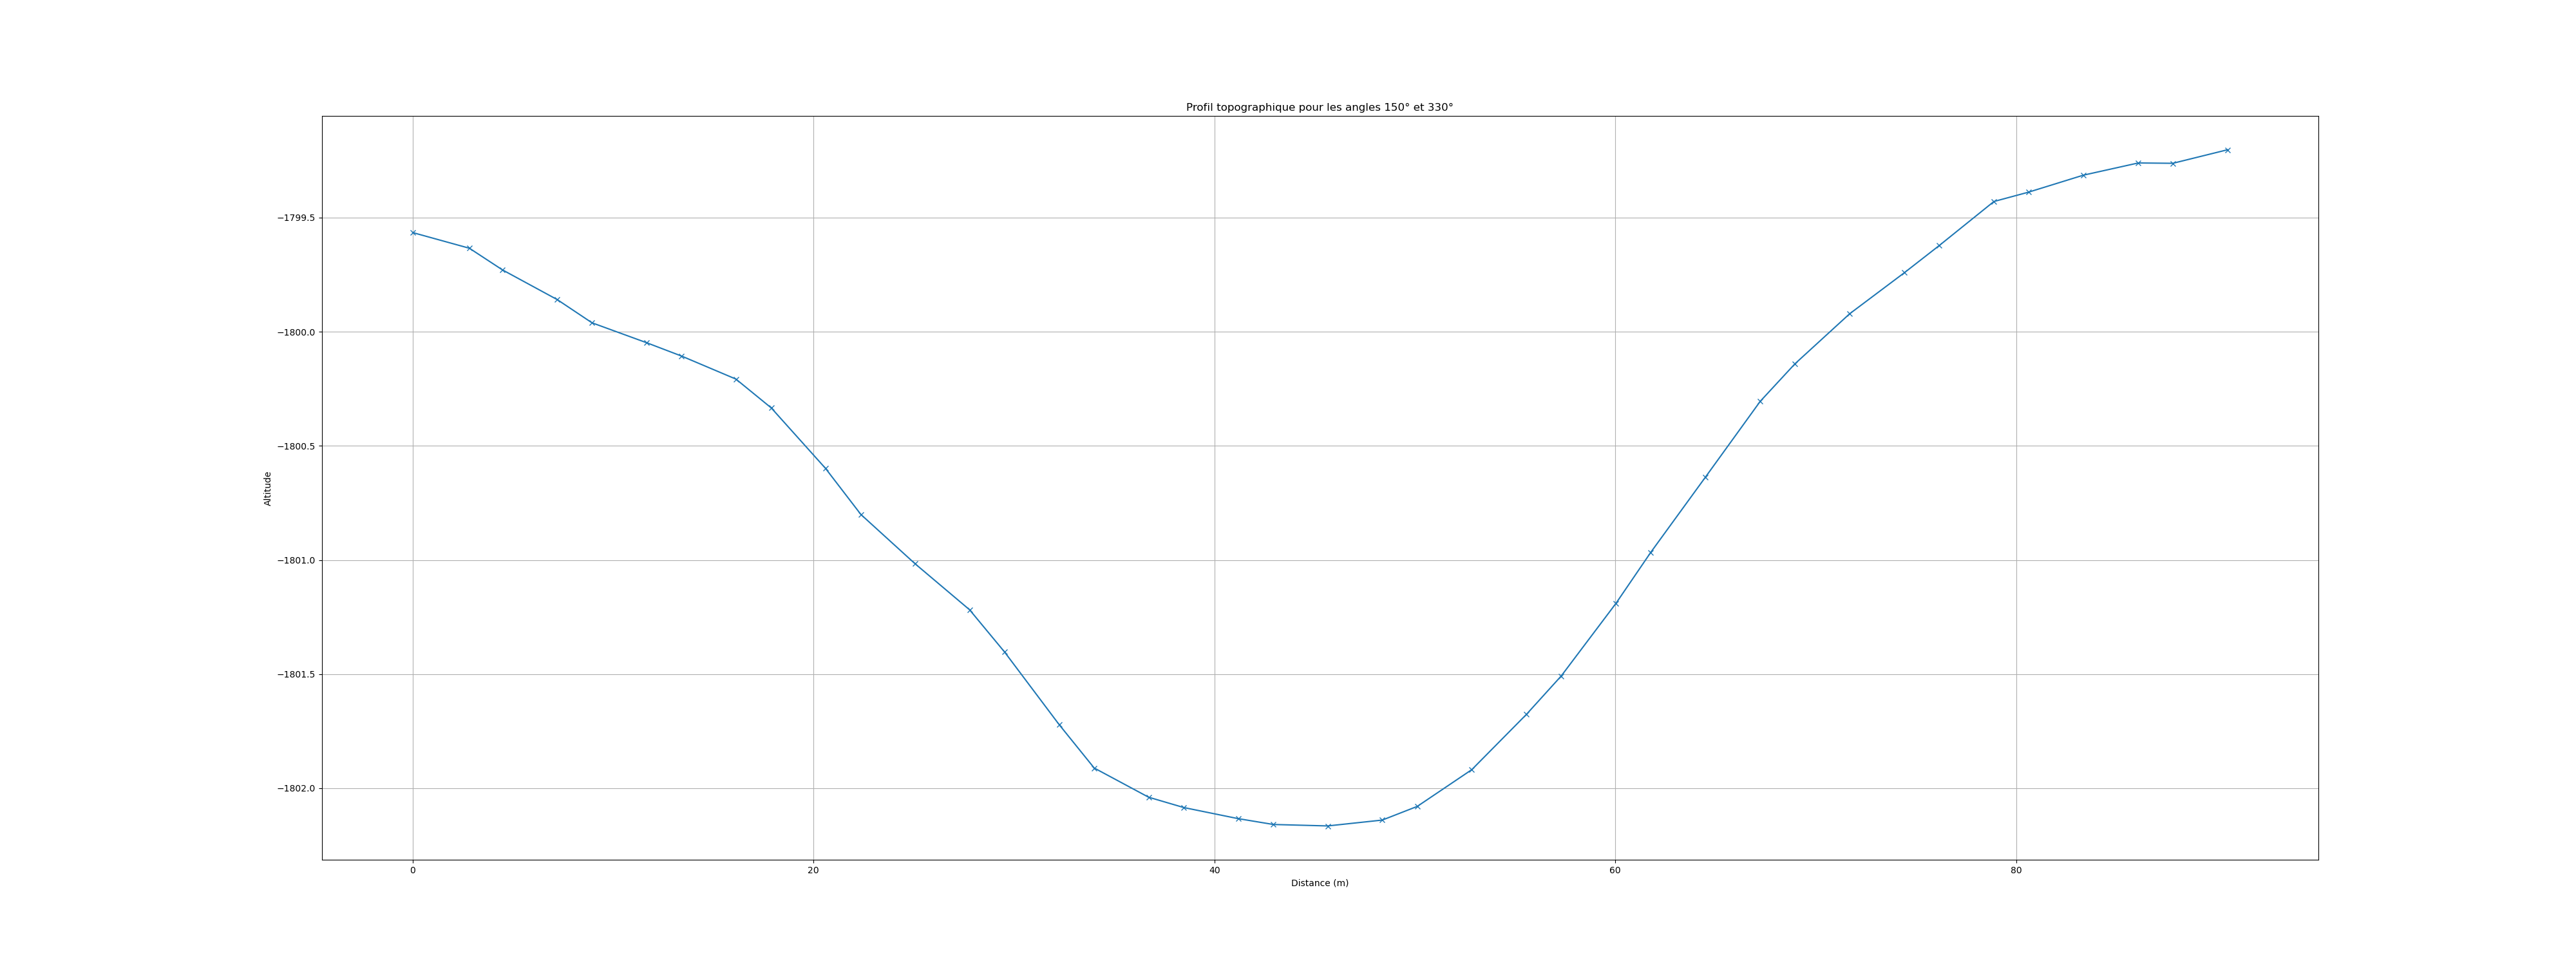 Profil topographique pour les angles 150° et 330°
Altitude
−1799.5
−1800.0
−1800.5
−1801.0
−1801.5
−1802.0
0 20 40 60 80
Distance (m)